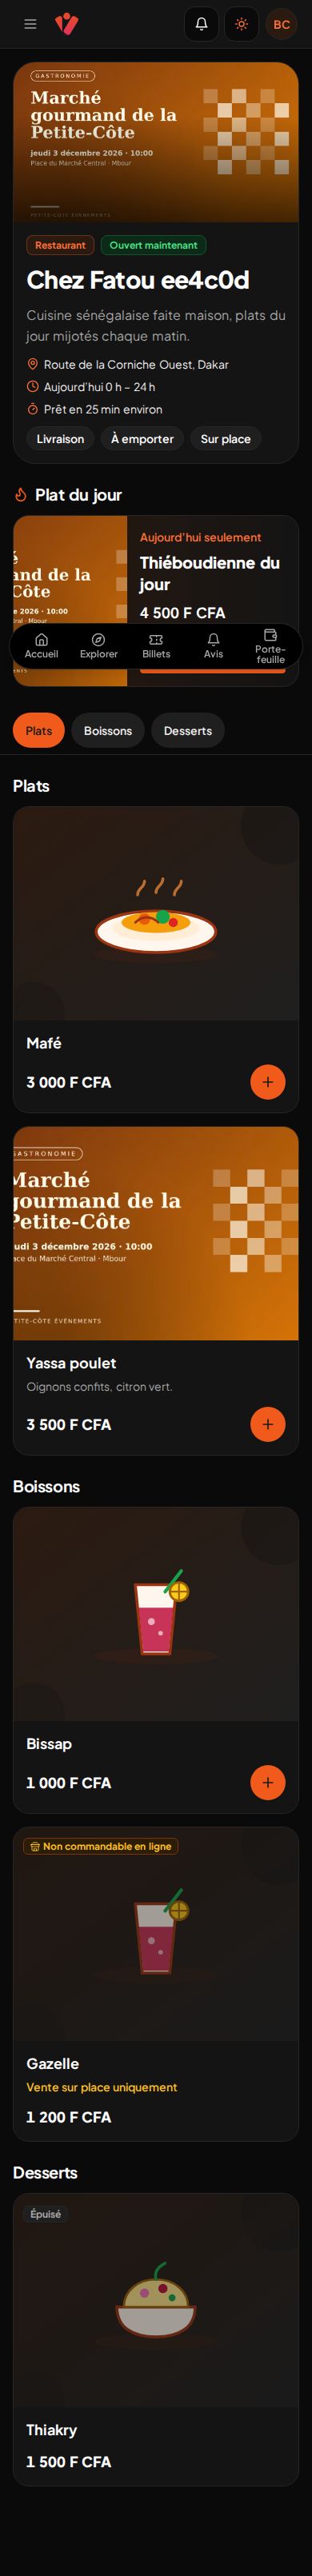 BC
GASTRONOMIE
Marché
gourmand de la
Petite-Côte
jeudi 3 décembre 2026 · 10:00
Place du Marché Central · Mbour
PETITE-CÔTE ÉVÉNEMENTS
Restaurant
Ouvert maintenant
Chez Fatou ee4c0d
Cuisine sénégalaise faite maison, plats du
jour mijotés chaque matin.
Route de la Corniche Ouest, Dakar
Aujourd'hui 0 h – 24 h
Prêt en 25 min environ
Livraison
À emporter
Sur place
Plat du jour
é
and de la
Côte
e 2026 · 10:00
tral · Mbour
Aujourd'hui seulement
Thiéboudienne du
jour
4 500 F CFA
Accueil
Explorer
Billets
Avis
Porte-
feuille
Plats
Boissons
Desserts
Plats
Mafé
3 000 F CFA
GASTRONOMIE
Marché
gourmand de la
Petite-Côte
udi 3 décembre 2026 · 10:00
ace du Marché Central · Mbour
TITE-CÔTE ÉVÉNEMENTS
Yassa poulet
Oignons confits, citron vert.
3 500 F CFA
Boissons
Bissap
1 000 F CFA
Non commandable en ligne
Gazelle
Vente sur place uniquement
1 200 F CFA
Desserts
Épuisé
Thiakry
1 500 F CFA